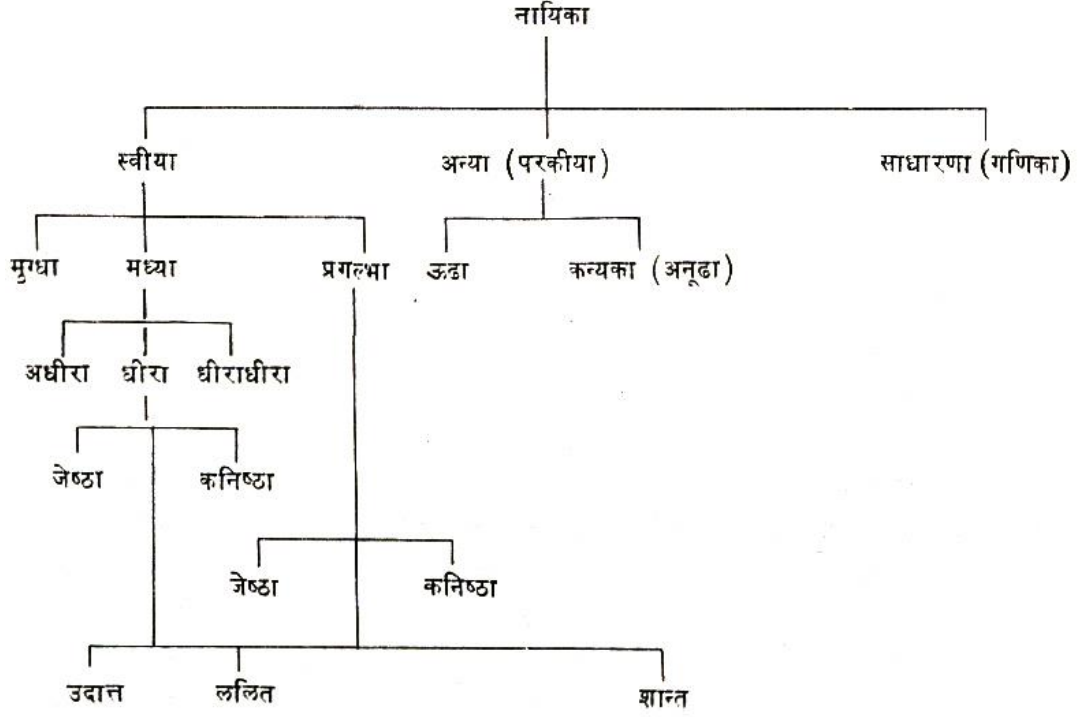 नायिका
स्वीया अन्या (परकीया) साधारणा (गणिका)
मुग्धा मध्या प्रगल्भा ऊढा कन्यका (अनूढा)
अधीरा धीरा धीराधीरा
जेष्ठा कनिष्ठा
जेष्ठा कनिष्ठा
उदात्त ललित शान्त